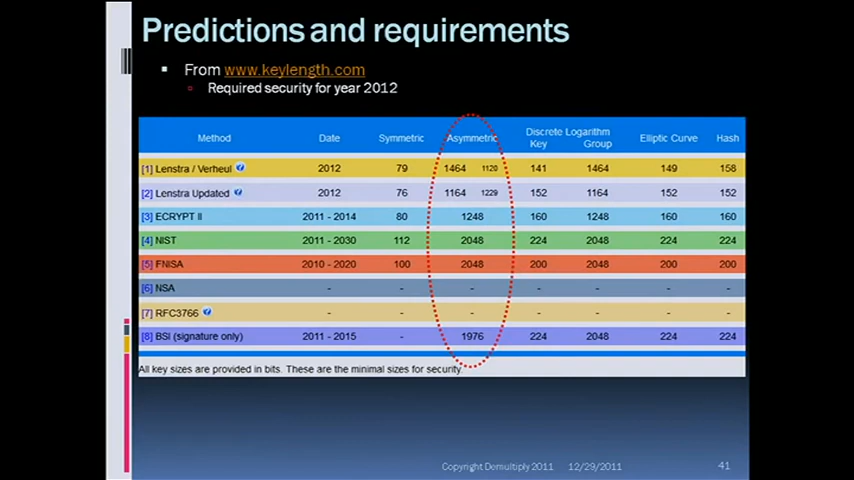 Predictions and requirements
From www.keylength.com
Required security for year 2012
Method Date Symmetric Asymmetric Discrete Logarithm Key Group Elliptic Curve Hash
[1] Lenstra / Verheul 2012 79 1464 1120 141 1464 149 158
[2] Lenstra Updated 2012 76 1164 1229 152 1164 152 152
[3] ECRYPT II 2011 - 2014 80 1248 160 1248 160 160
[4] NIST 2011 - 2030 112 2048 224 2048 224 224
[5] FNISA 2010 - 2020 100 2048 200 2048 200 200
[6] NSA - - - - - - -
[7] RFC3766 - - - - - - -
[8] BSI (signature only) 2011 - 2015 - 1976 224 2048 224 224
All key sizes are provided in bits. These are the minimal sizes for security
Copyright Demultiply 2011 12/29/2011 41